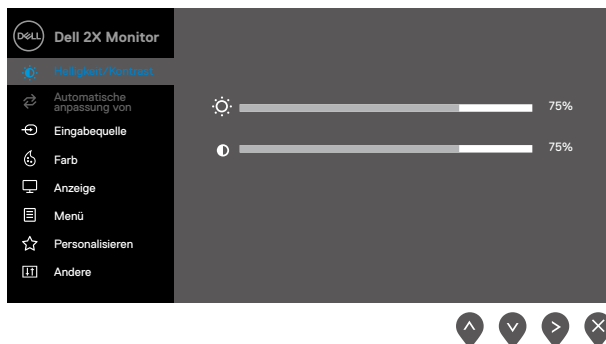 DELL
Dell 2X Monitor
Helligkeit/Kontrast
Automatische
anpassung von
Eingabequelle
Farb
Anzeige
Menü
Personalisieren
Andere
75%
75%